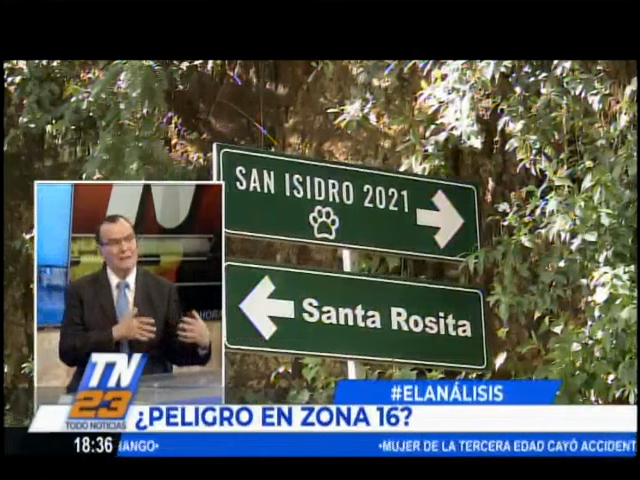 SAN ISIDRO 2021
Santa Rosita
TN
23
TODO NOTICIAS
#ELANÁLISIS
¿PELIGRO EN ZONA 16?
18:36
HANGO•
•MUJER DE LA TERCERA EDAD CAYÓ ACCIDENT